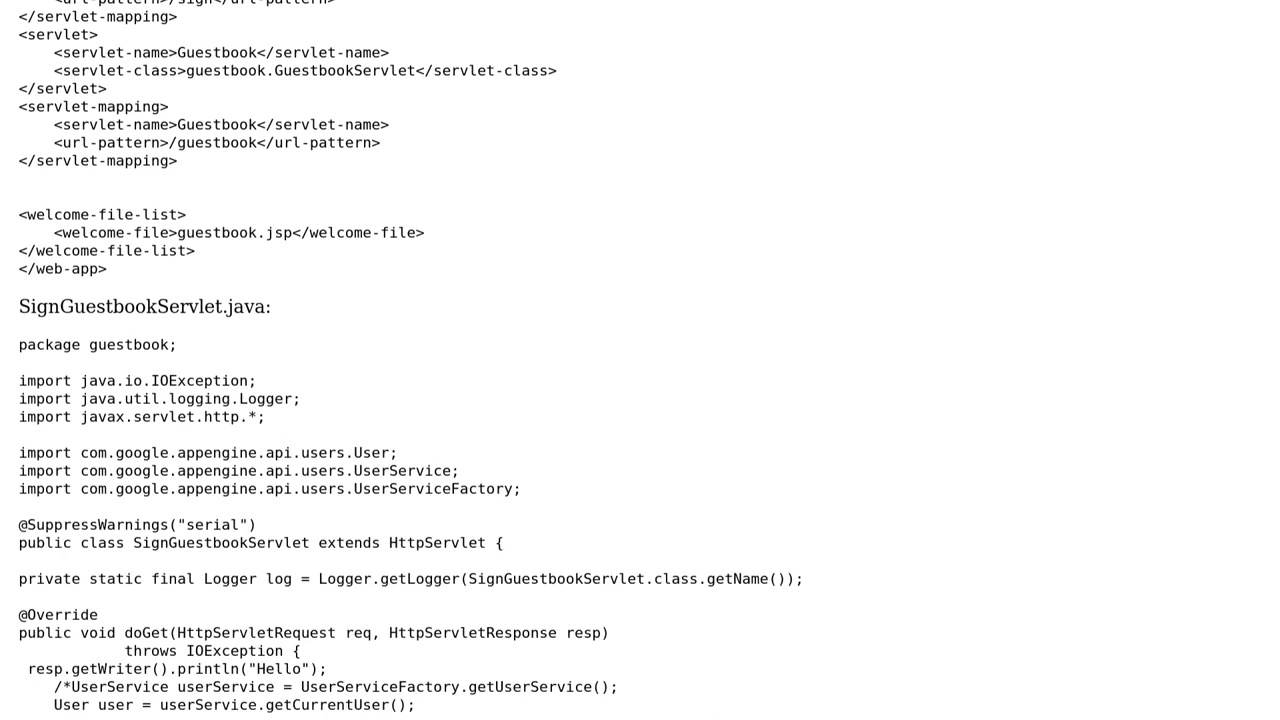 <url-pattern>/sign</url-pattern>
</servlet-mapping>
<servlet>
    <servlet-name>Guestbook</servlet-name>
    <servlet-class>guestbook.GuestbookServlet</servlet-class>
</servlet>
<servlet-mapping>
    <servlet-name>Guestbook</servlet-name>
    <url-pattern>/guestbook</url-pattern>
</servlet-mapping>
<welcome-file-list>
    <welcome-file>guestbook.jsp</welcome-file>
</welcome-file-list>
</web-app>
SignGuestbookServlet.java:
package guestbook;
import java.io.IOException;
import java.util.logging.Logger;
import javax.servlet.http.*;
import com.google.appengine.api.users.User;
import com.google.appengine.api.users.UserService;
import com.google.appengine.api.users.UserServiceFactory;
@SuppressWarnings("serial")
public class SignGuestbookServlet extends HttpServlet {
private static final Logger log = Logger.getLogger(SignGuestbookServlet.class.getName());
@Override
public void doGet(HttpServletRequest req, HttpServletResponse resp)
            throws IOException {
 resp.getWriter().println("Hello");
    /*UserService userService = UserServiceFactory.getUserService();
    User user = userService.getCurrentUser();